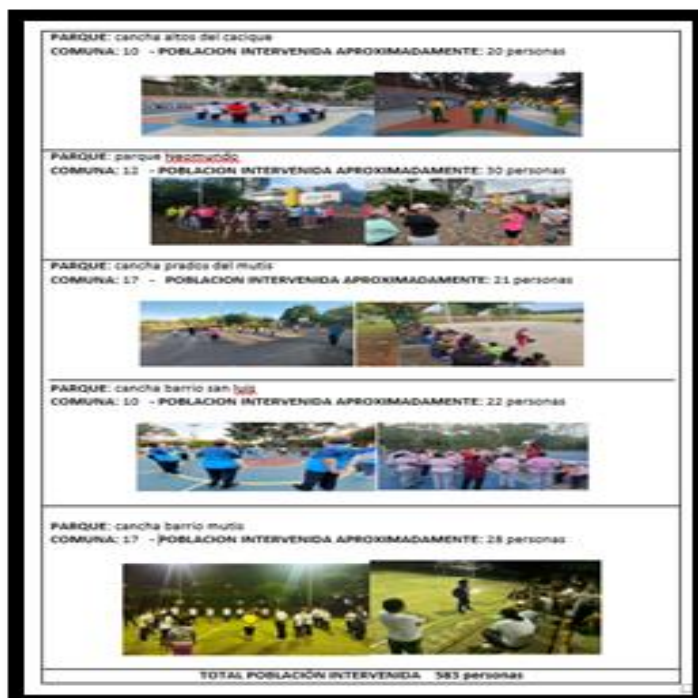 PARQUE: cancha altos del cacique
COMUNA: 10 - POBLACION INTERVENIDA APROXIMADAMENTE: 20 personas
PARQUE: parque Neomundo
COMUNA: 12 - POBLACION INTERVENIDA APROXIMADAMENTE: 30 personas
PARQUE: cancha prados del mutis
COMUNA: 17 - POBLACION INTERVENIDA APROXIMADAMENTE: 21 personas
PARQUE: cancha barrio san luis
COMUNA: 10 - POBLACION INTERVENIDA APROXIMADAMENTE: 22 personas
PARQUE: cancha barrio mutis
COMUNA: 17 - POBLACION INTERVENIDA APROXIMADAMENTE: 28 personas
TOTAL POBLACIÓN INTERVENIDA 583 personas